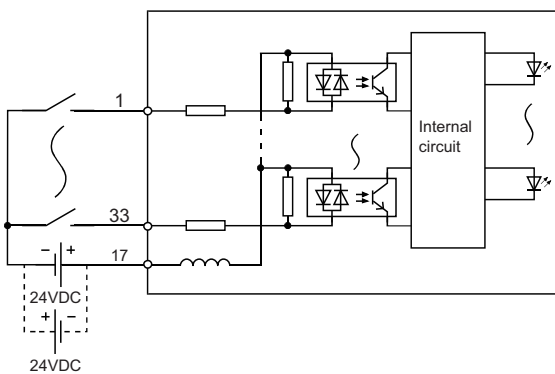 1
Internal
circuit
33
− +
17
24VDC
+ −
24VDC